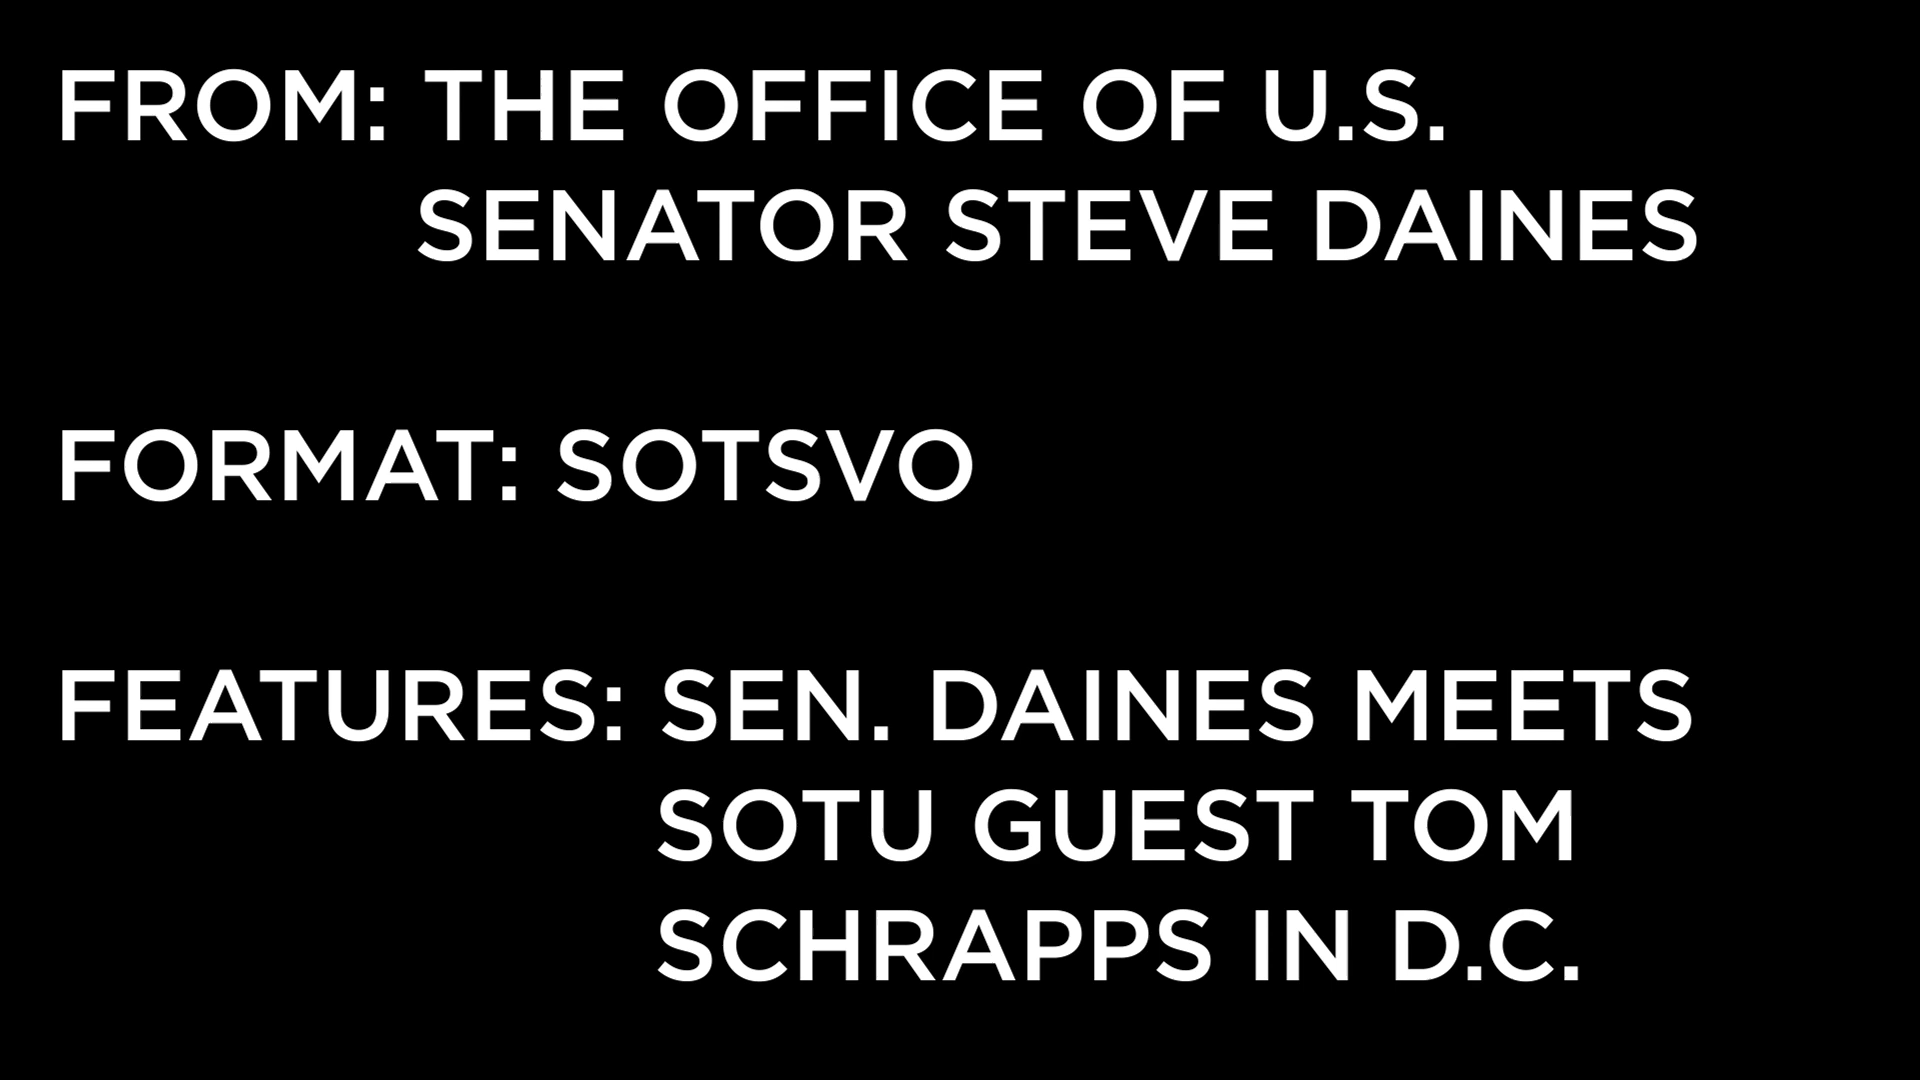 FROM: THE OFFICE OF U.S.
SENATOR STEVE DAINES
FORMAT: SOTSVO
FEATURES: SEN. DAINES MEETS
SOTU GUEST TOM
SCHRAPPS IN D.C.